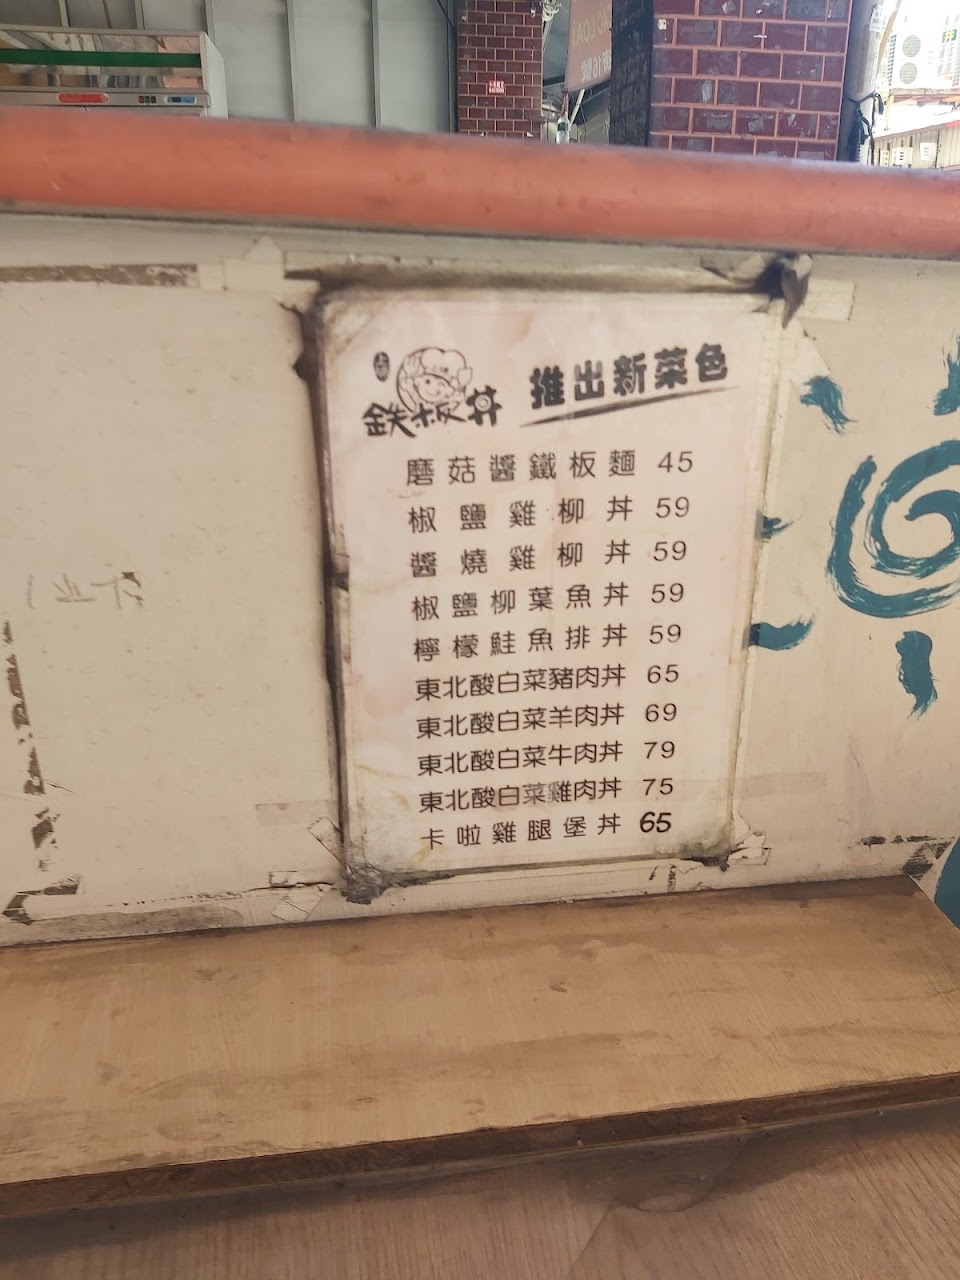 鉄板丼 推出新菜色
磨菇醬鐵板麵 45
椒鹽雞柳丼 59
醬燒雞柳丼 59
椒鹽柳葉魚丼 59
檸檬鮭魚排丼 59
東北酸白菜豬肉丼 65
東北酸白菜羊肉丼 69
東北酸白菜牛肉丼 79
東北酸白菜雞肉丼 75
卡啦雞腿堡丼 65